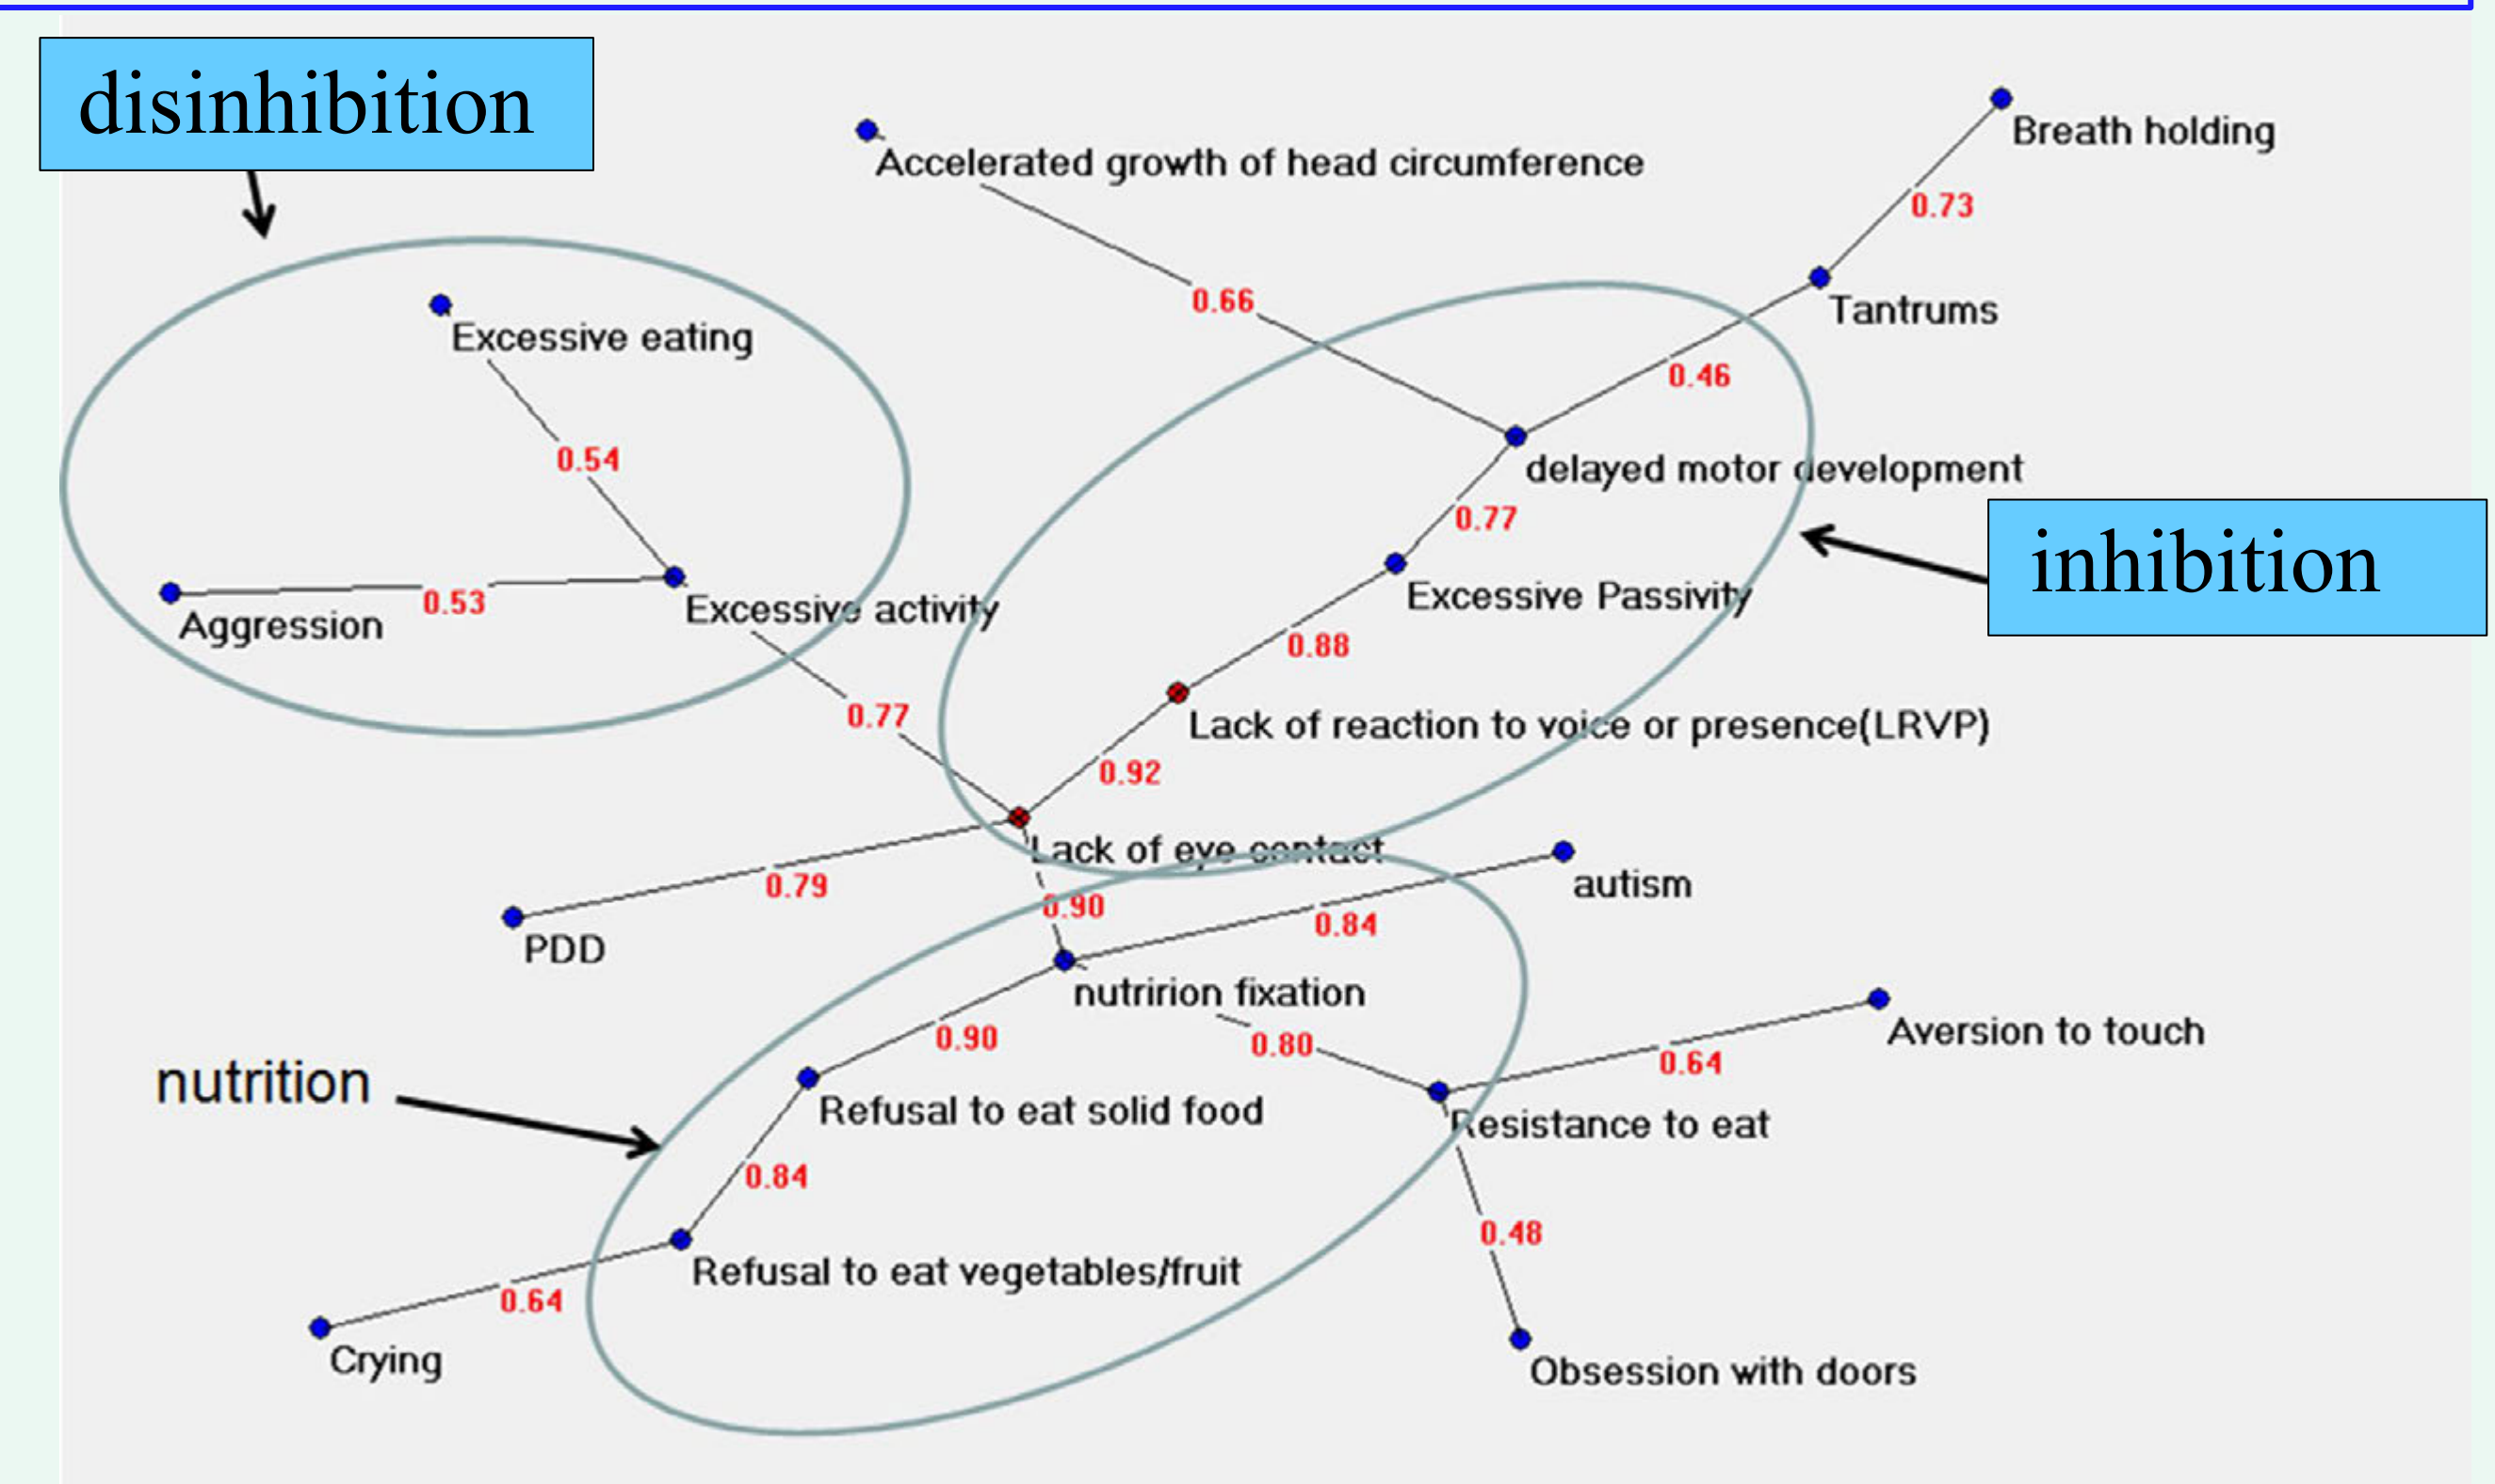 disinhibition
Breath holding
Accelerated growth of head circumference
0.73
0.66
Tantrums
Excessive eating
0.46
0.54
delayed motor development
0.77
inhibition
Excessive Passivity
0.53
Excessive activity
Aggression
0.88
0.77
Lack of reaction to voice or presence(LRVP)
0.92
Lack of eye contact
0.79
autism
0.90
0.84
PDD
nutririon fixation
0.90
0.80
Aversion to touch
0.64
nutrition
Refusal to eat solid food
Resistance to eat
0.84
0.48
Refusal to eat vegetables/fruit
0.64
Crying
Obsession with doors